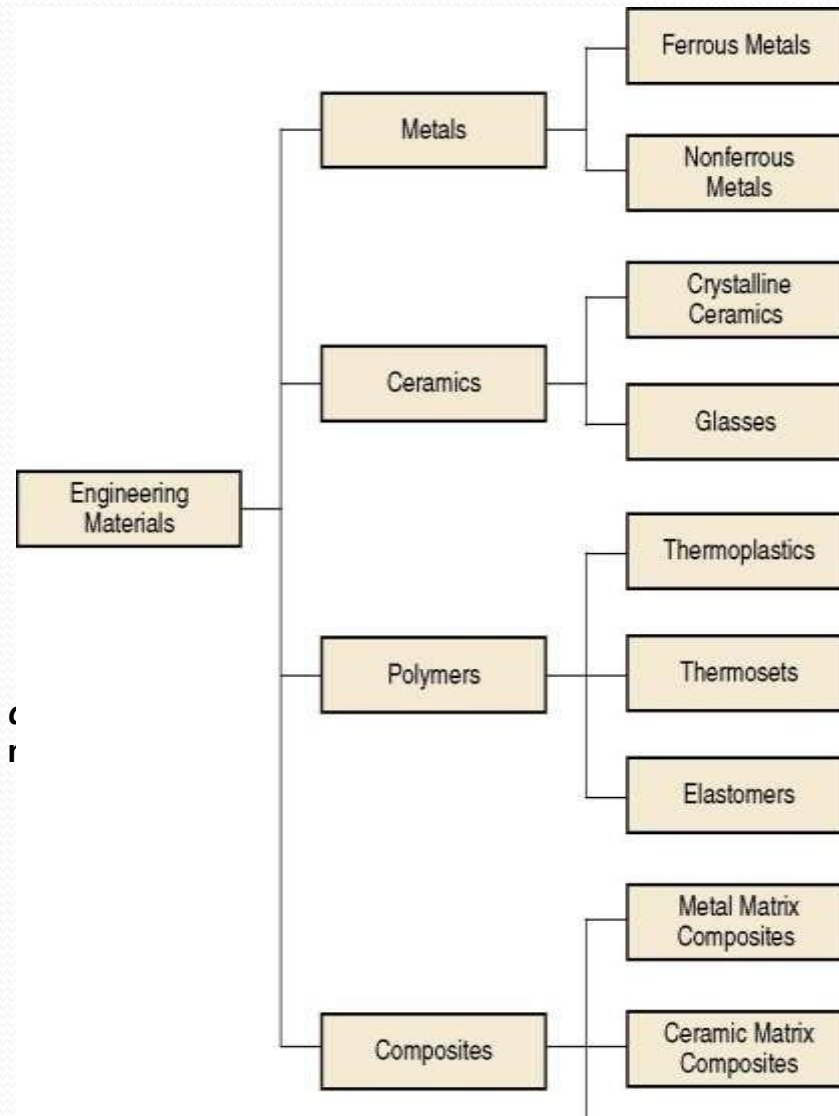 Ferrous Metals
Metals
Nonferrous
Metals
Crystalline
Ceramics
Ceramics
Glasses
Engineering
Materials
Thermoplastics
Polymers
Thermosets
Elastomers
Metal Matrix
Composites
Composites
Ceramic Matrix
Composites